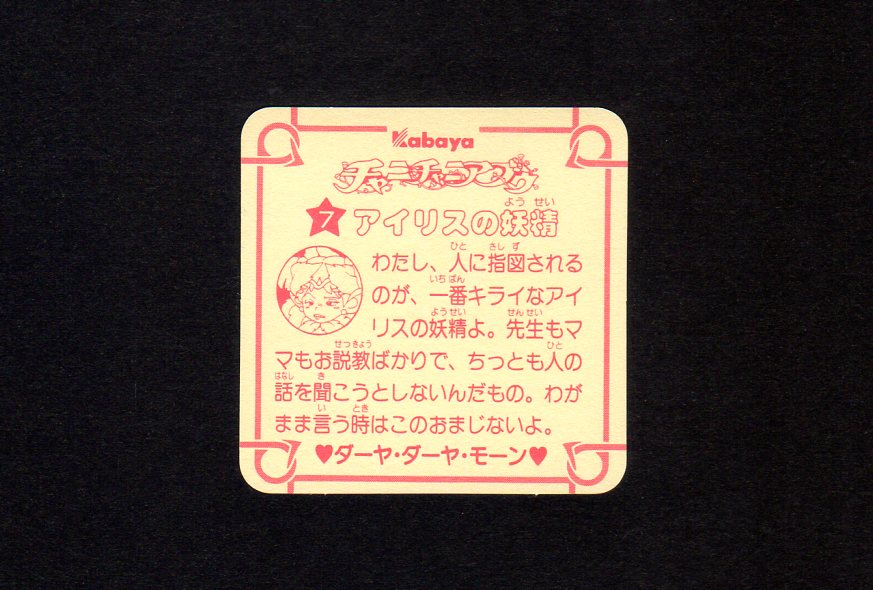 Kabaya
チャーミーチャーミーアングウ
7 アイリスの妖精
わたし、人に指図される
のが、一番キライなアイ
リスの妖精よ。先生もマ
マもお説教ばかりで、ちっとも人の
話を聞こうとしないんだもの。わが
まま言う時はこのおまじないよ。
♥ダーヤ・ダーヤ・モーン♥